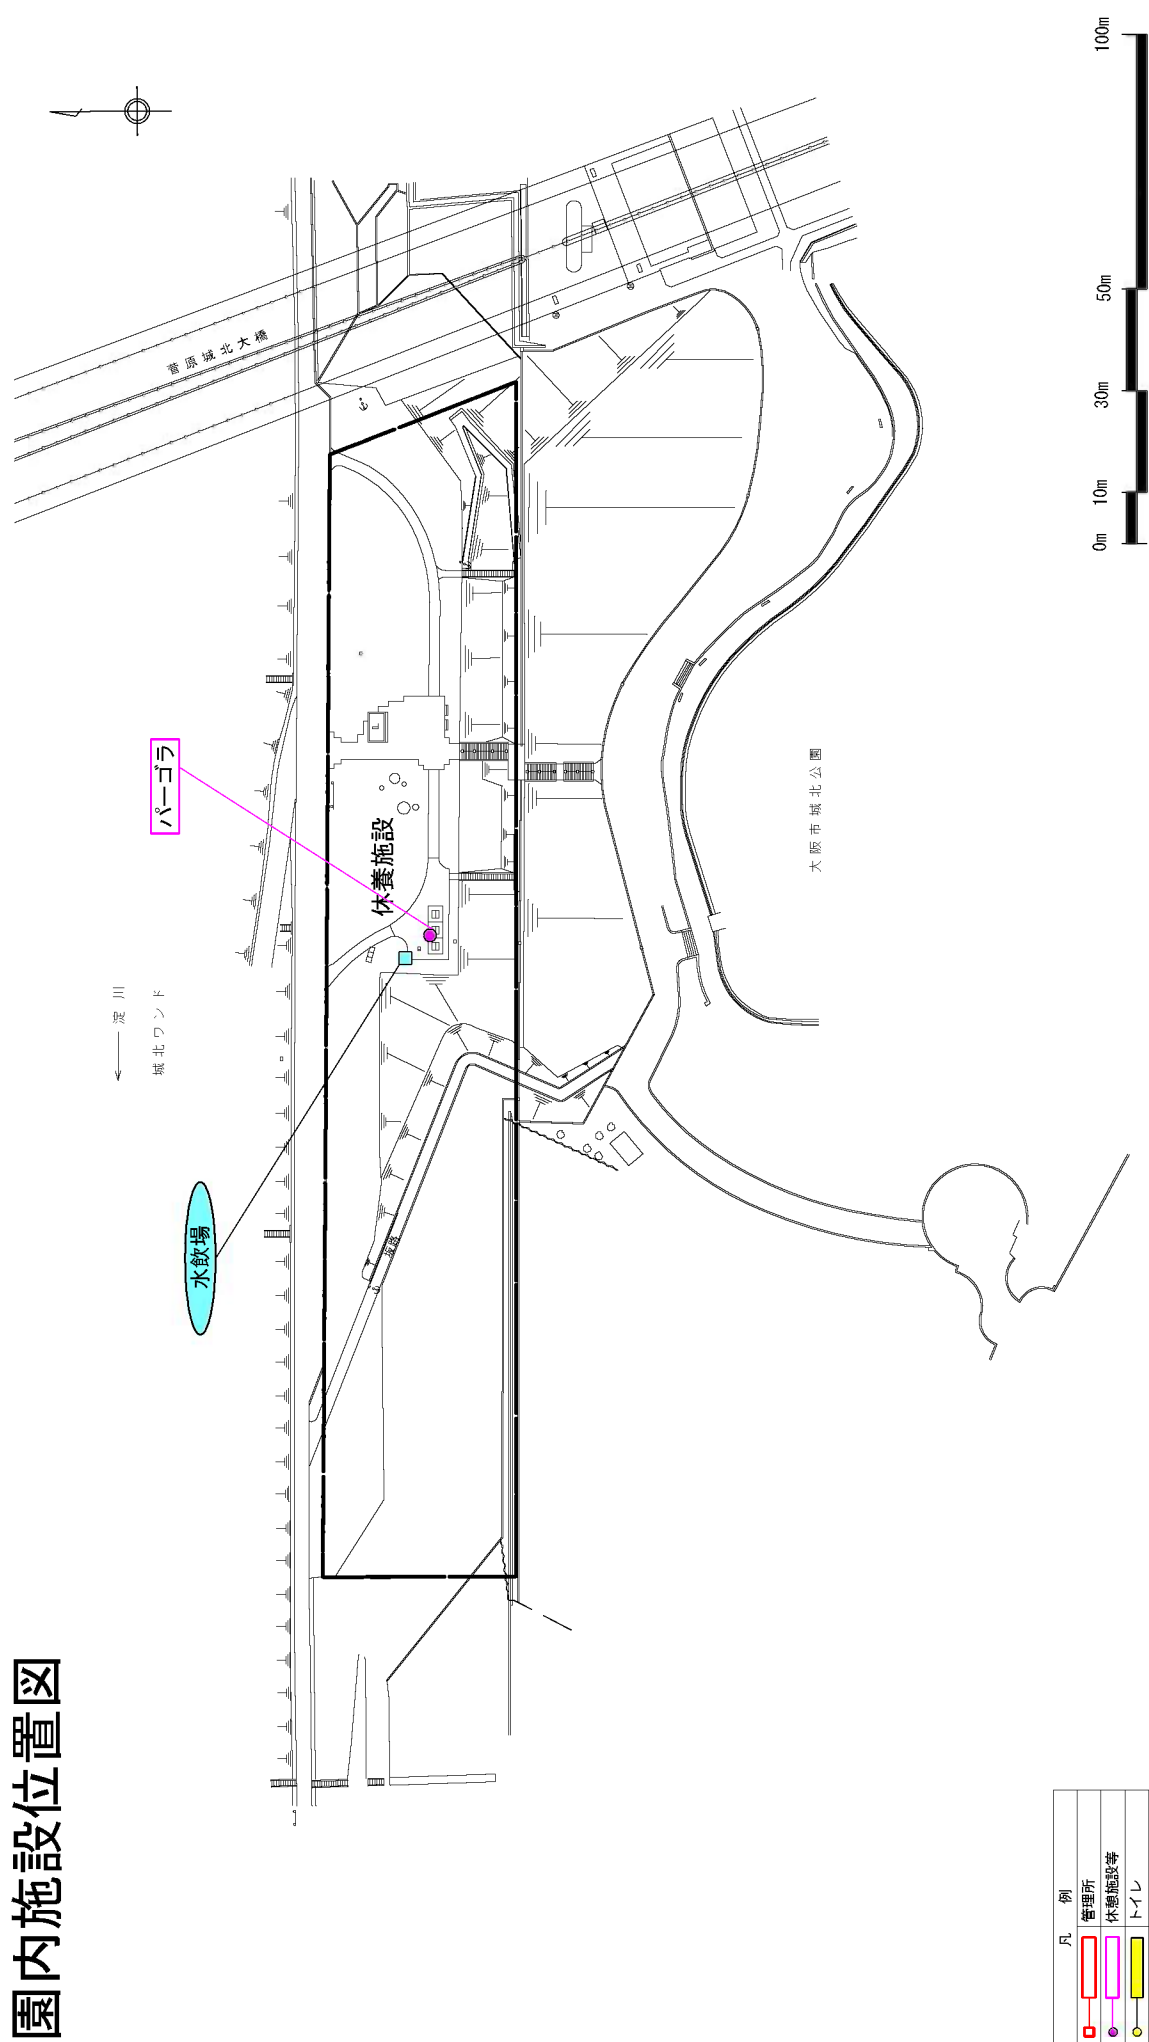 園内施設位置図
← 淀川
城北ワンド
菅原城北大橋
パーゴラ
休養施設
水飲場
坂路
大阪市城北公園
凡 例
管理所
休憩施設等
トイレ
0m 10m 30m 50m 100m